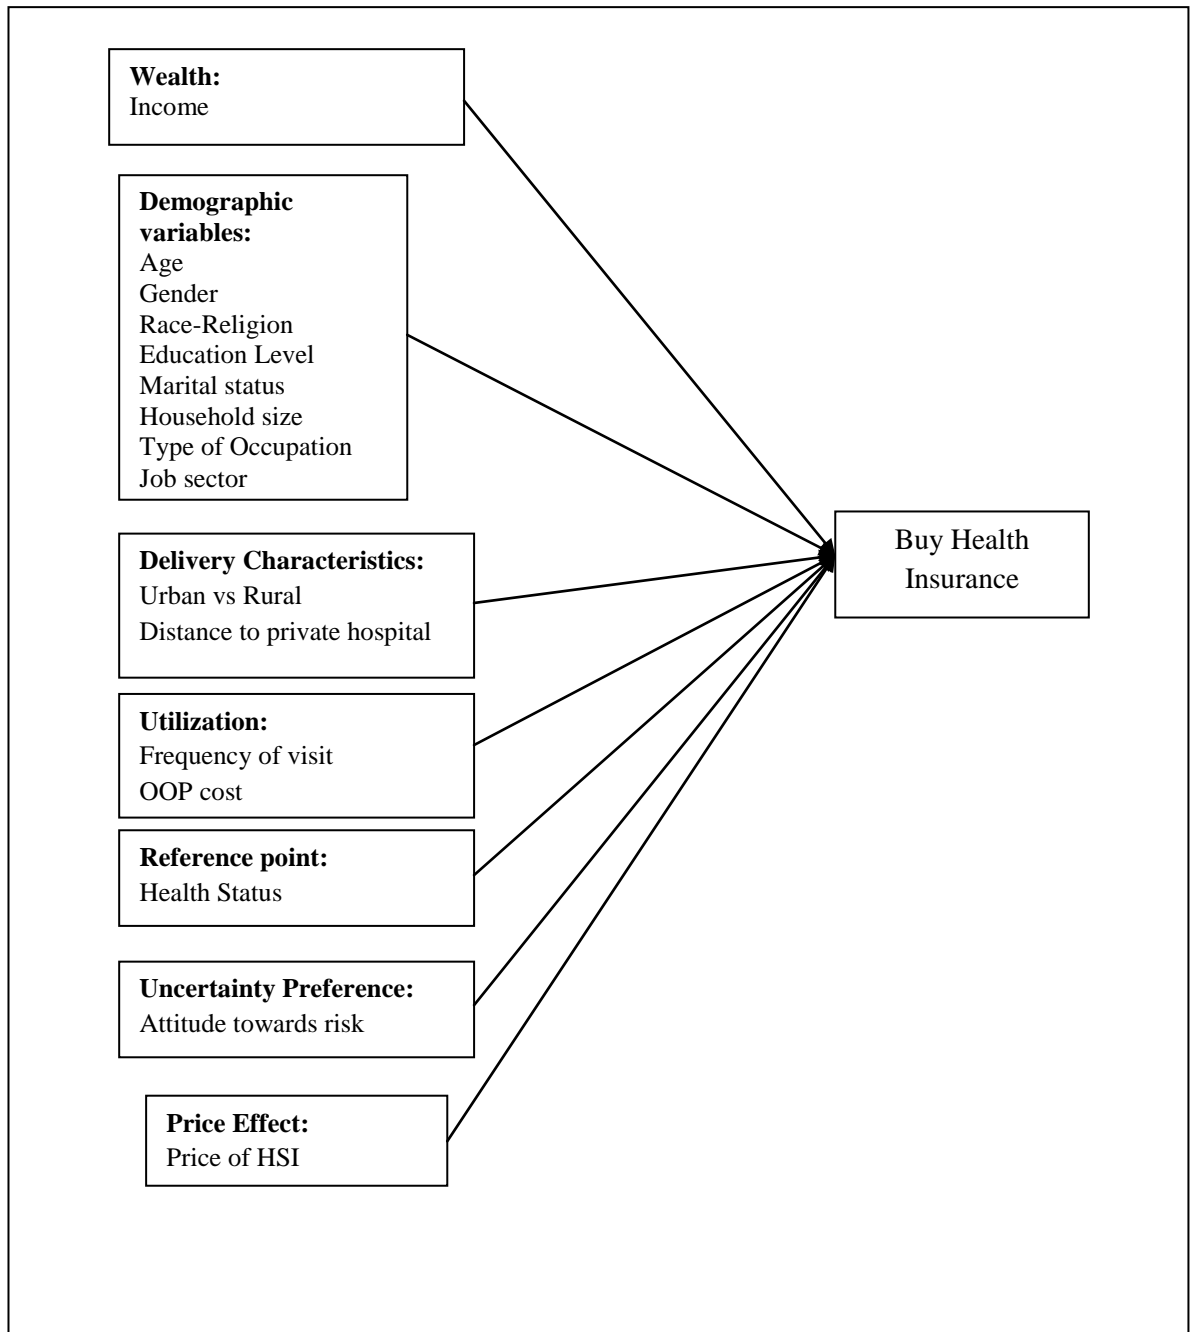 Wealth:
Income
Demographic
variables:
Age
Gender
Race-Religion
Education Level
Marital status
Household size
Type of Occupation
Job sector
Delivery Characteristics:
Urban vs Rural
Distance to private hospital
Utilization:
Frequency of visit
OOP cost
Reference point:
Health Status
Uncertainty Preference:
Attitude towards risk
Price Effect:
Price of HSI
Buy Health
Insurance